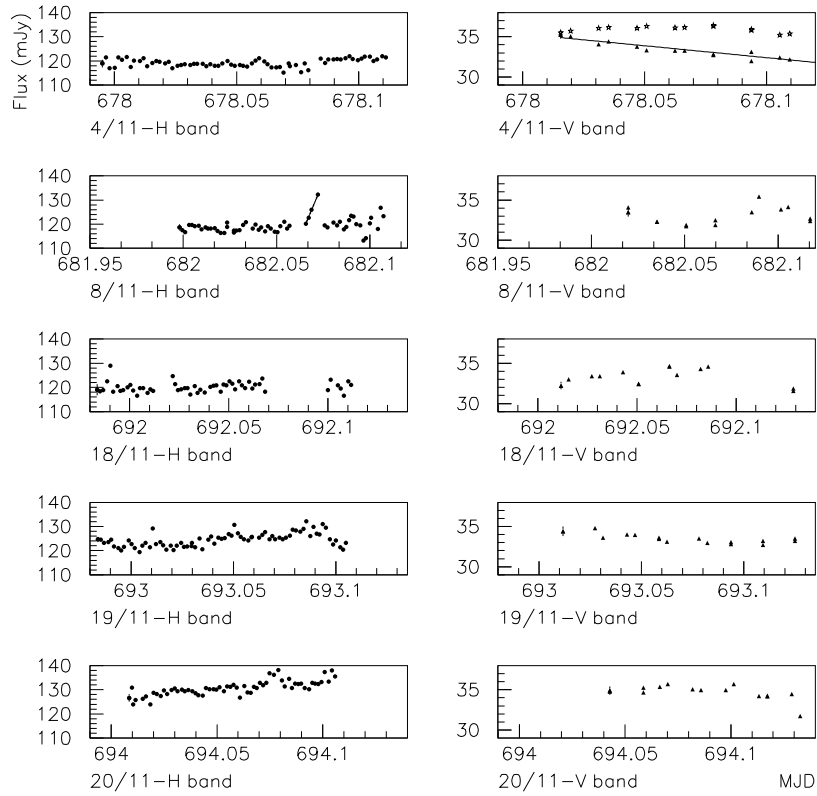 Flux (mJy)
140
130
120
110
678 678.05 678.1
4/11-H band
35
30
678 678.05 678.1
4/11-V band
140
130
120
110
681.95 682 682.05 682.1
8/11-H band
35
30
681.95 682 682.05 682.1
8/11-V band
140
130
120
110
692 692.05 692.1
18/11-H band
35
30
692 692.05 692.1
18/11-V band
140
130
120
110
693 693.05 693.1
19/11-H band
35
30
693 693.05 693.1
19/11-V band
140
130
120
110
694 694.05 694.1
20/11-H band
35
30
694 694.05 694.1
20/11-V band
MJD